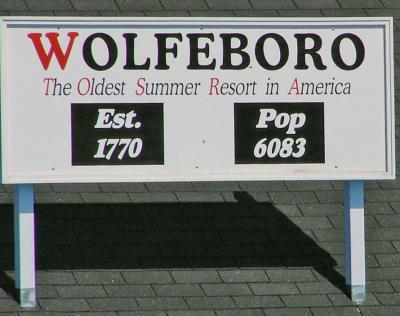 WOLFEBORO
The Oldest Summer Resort in America
Est. Pop
1770 6083